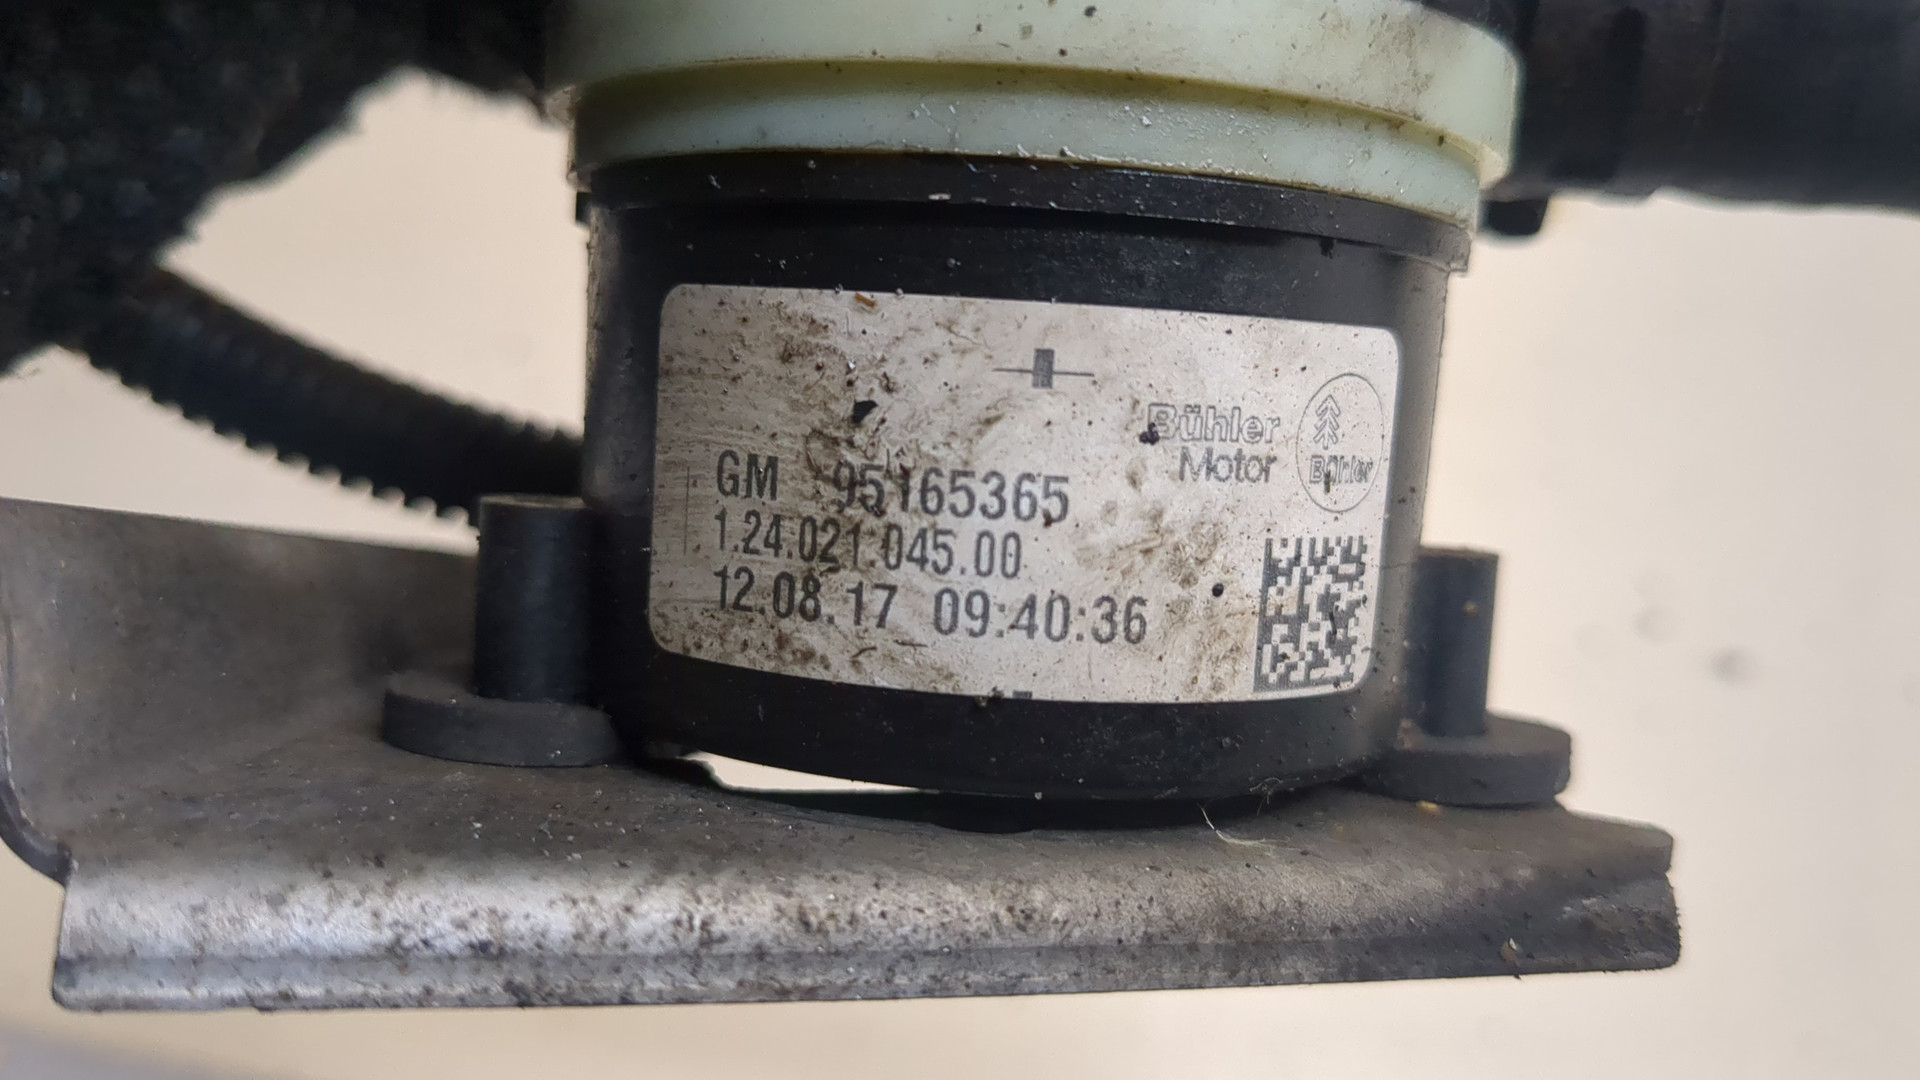 Bühler
Motor
Bühler
GM 95165365
1.24.021.045.00
12.08.17 09:40:36